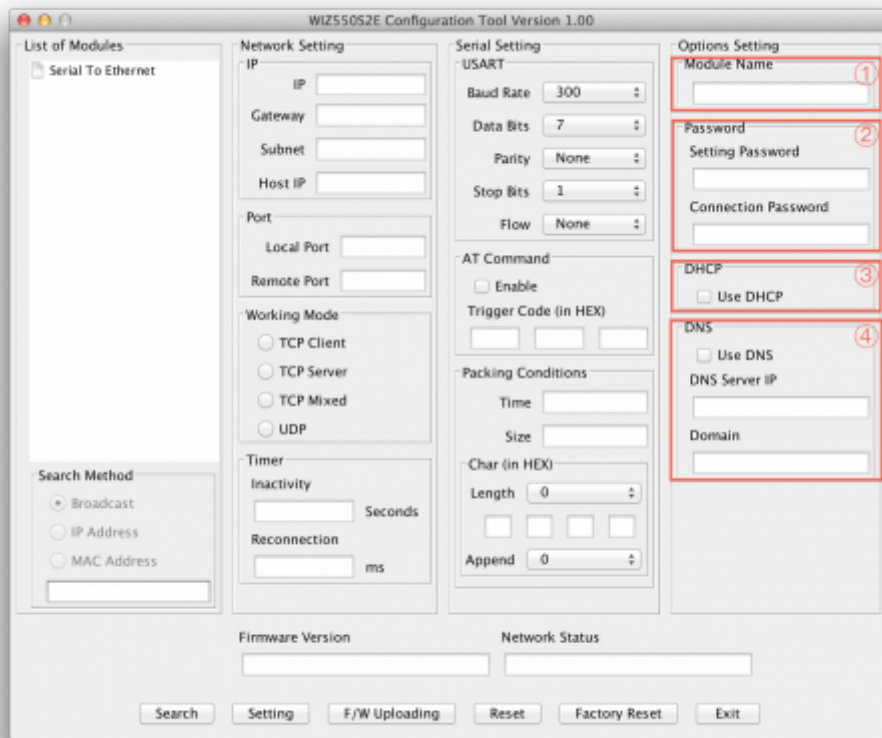 WIZ550S2E Configuration Tool Version 1.00
List of Modules
Serial To Ethernet
Search Method
Broadcast
IP Address
MAC Address
Network Setting
IP
IP
Gateway
Subnet
Host IP
Port
Local Port
Remote Port
Working Mode
TCP Client
TCP Server
TCP Mixed
UDP
Timer
Inactivity
Seconds
Reconnection
ms
Serial Setting
USART
Baud Rate 300
Data Bits 7
Parity None
Stop Bits 1
Flow None
AT Command
Enable
Trigger Code (in HEX)
Packing Conditions
Time
Size
Char (in HEX)
Length 0
Append 0
Options Setting
Module Name ①
Password ②
Setting Password
Connection Password
DHCP ③
Use DHCP
DNS ④
Use DNS
DNS Server IP
Domain
Firmware Version Network Status
Search Setting F/W Uploading Reset Factory Reset Exit